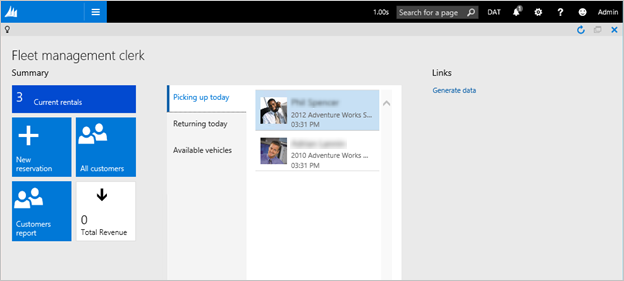 1.00s Search for a page DAT 1 ? Admin
Fleet management clerk
Summary
3 Current rentals
New
reservation
All customers
Customers
report
0
Total Revenue
Picking up today
Returning today
Available vehicles
2012 Adventure Works S...
03:31 PM
2010 Adventure Works ...
03:31 PM
Links
Generate data